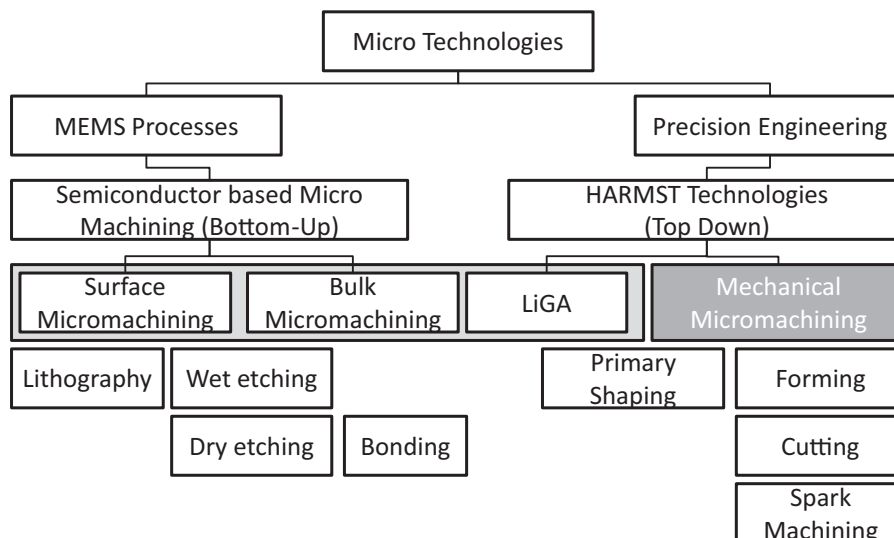 Micro Technologies
MEMS Processes
Precision Engineering
Semiconductor based Micro
Machining (Bottom-Up)
HARMST Technologies
(Top Down)
Surface
Micromachining
Bulk
Micromachining
LiGA
Mechanical
Micromachining
Lithography
Wet etching
Primary
Shaping
Forming
Dry etching
Bonding
Cutting
Spark
Machining